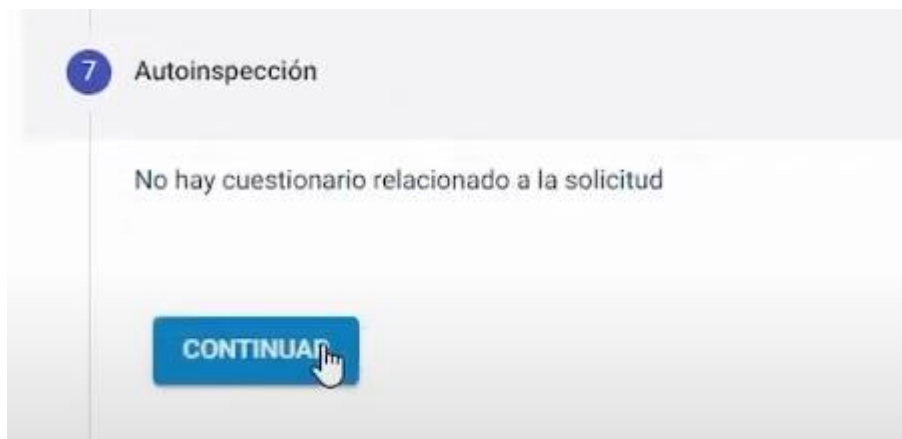 7
Autoinspección
No hay cuestionario relacionado a la solicitud
CONTINUAR